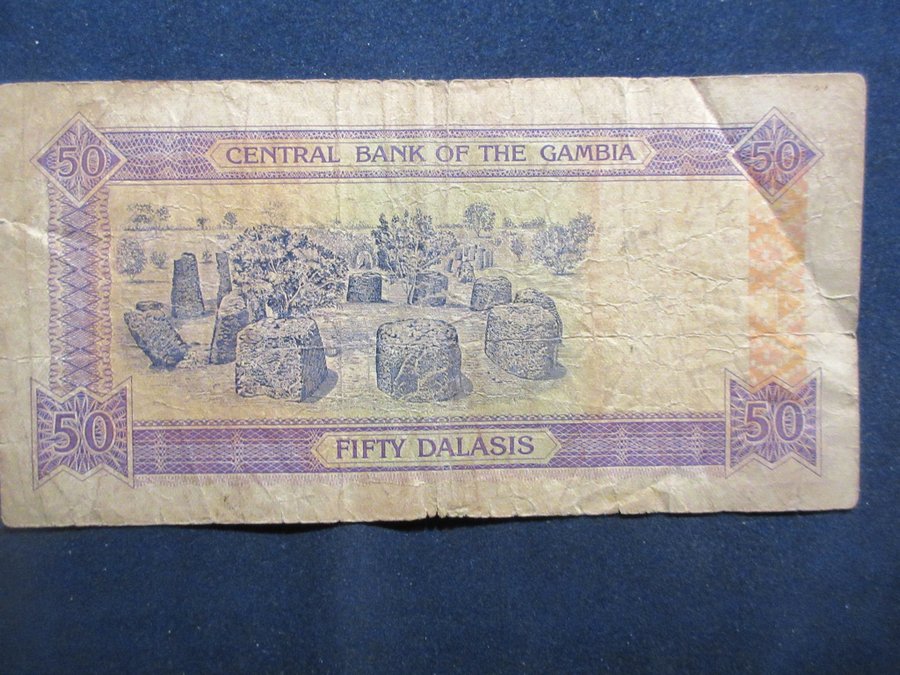 50 CENTRAL BANK OF THE GAMBIA 50
50 FIFTY DALASIS 50